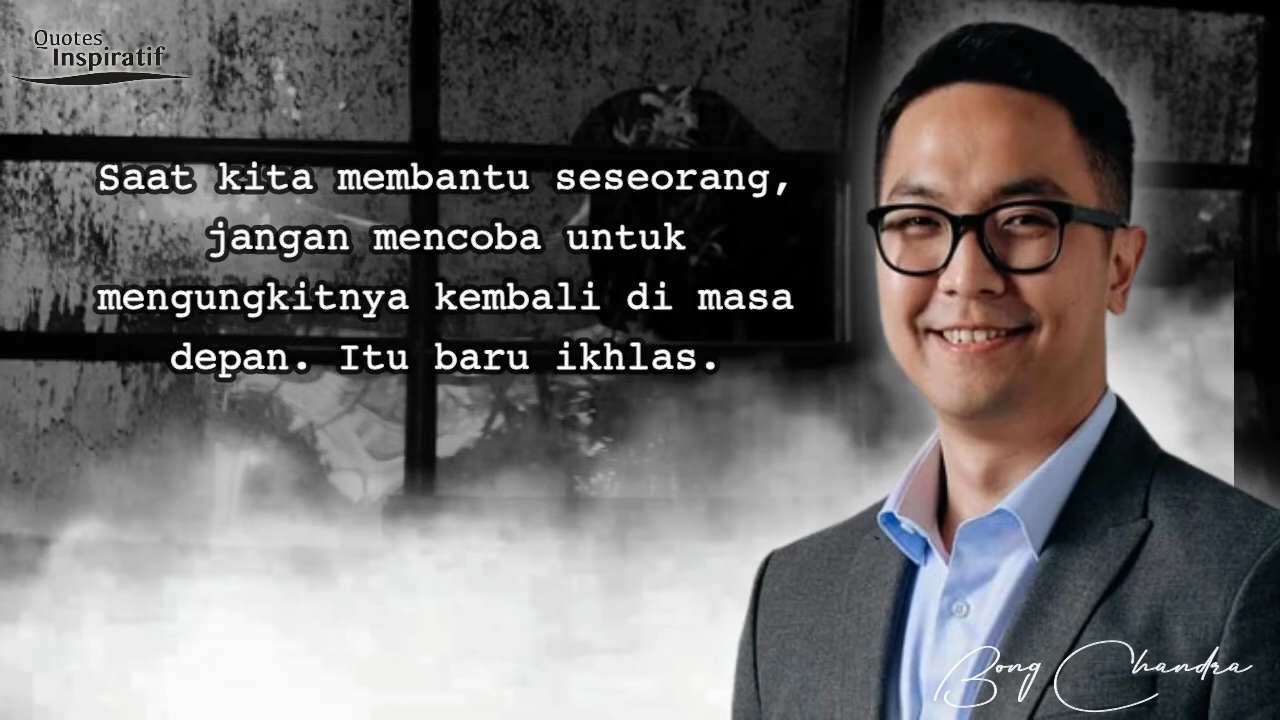 Quotes
Inspiratif
Saat kita membantu seseorang,
jangan mencoba untuk
mengungkitnya kembali di masa
depan. Itu baru ikhlas.
Bong Chandra